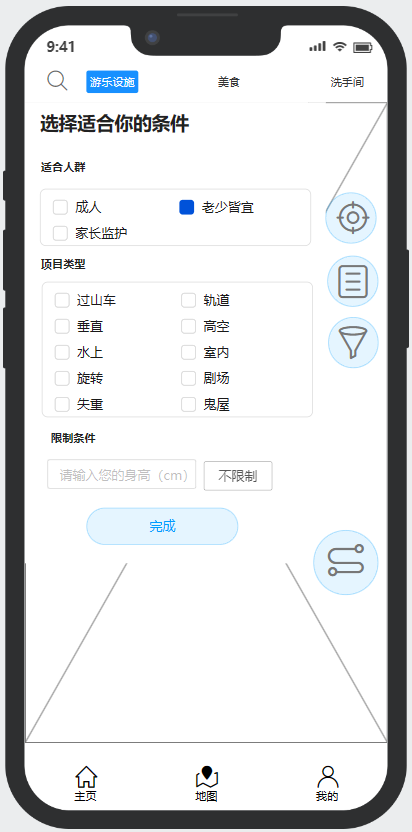 9:41
游乐设施 美食 洗手间
选择适合你的条件
适合人群
成人 老少皆宜
家长监护
项目类型
过山车 轨道
垂直 高空
水上 室内
旋转 剧场
失重 鬼屋
限制条件
请输入您的身高（cm） 不限制
完成
主页 地图 我的